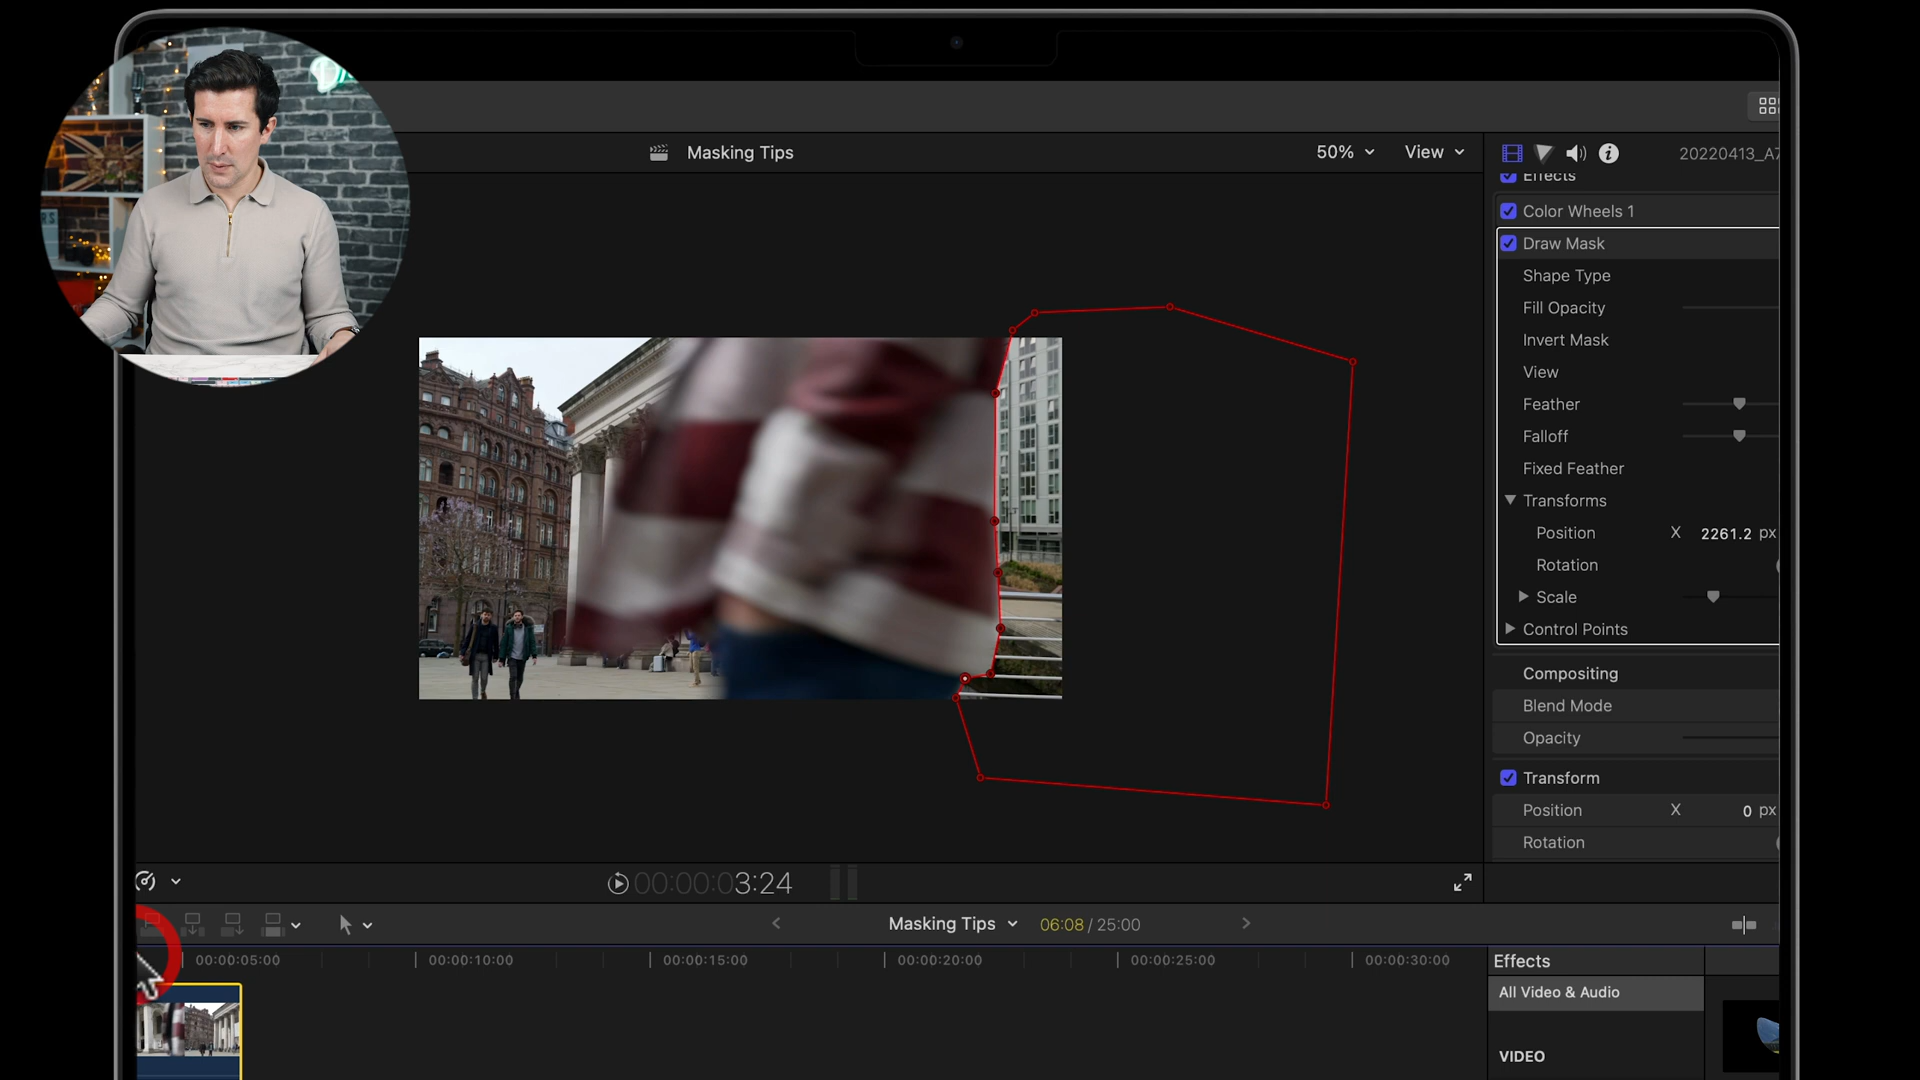 Masking Tips
50%
View
20220413_A7
Effects
Color Wheels 1
Draw Mask
Shape Type
Fill Opacity
Invert Mask
View
Feather
Falloff
Fixed Feather
Transforms
Position X 2261.2 px
Rotation
Scale
Control Points
Compositing
Blend Mode
Opacity
Transform
Position X 0 px
Rotation
00:00:03:24
Masking Tips 06:08 / 25:00
00:00:05:00 00:00:10:00 00:00:15:00 00:00:20:00 00:00:25:00 00:00:30:00
Effects
All Video & Audio
VIDEO